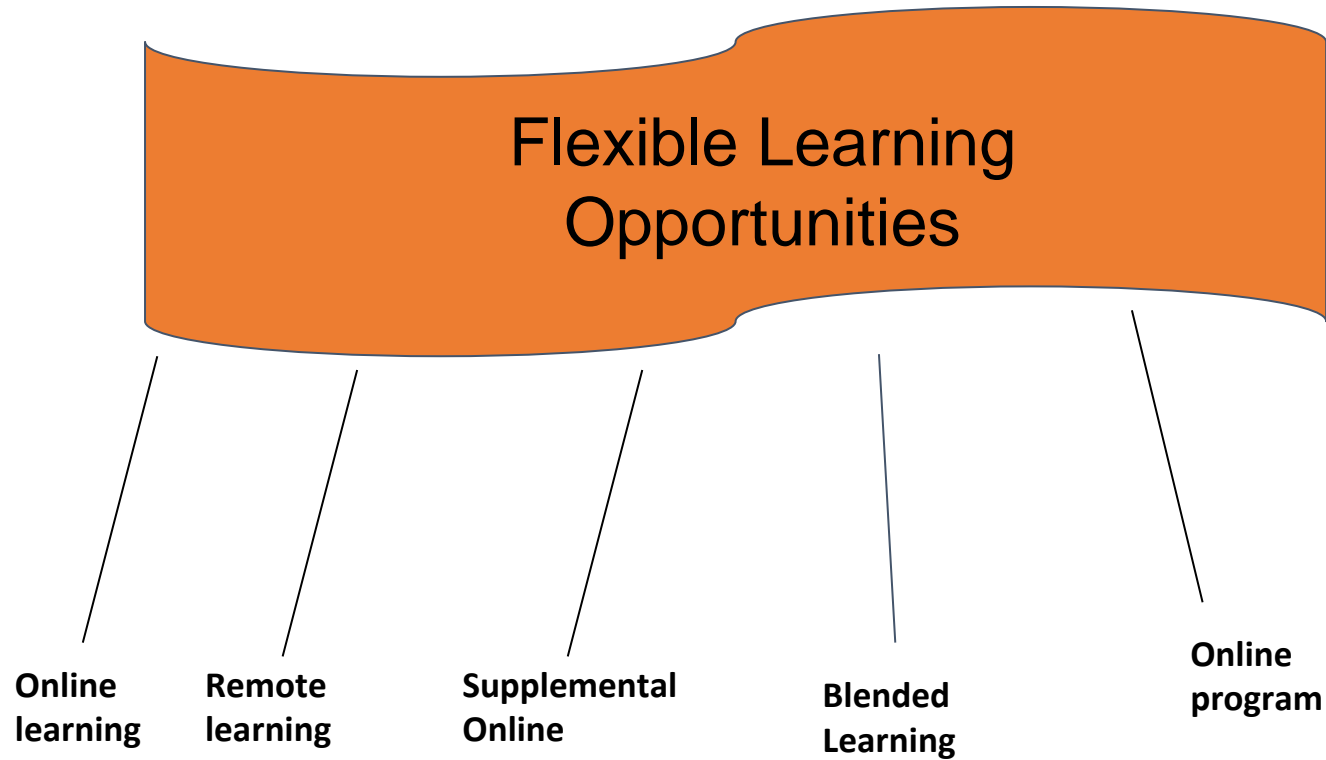 Flexible Learning
Opportunities
Online
learning
Remote
learning
Supplemental
Online
Blended
Learning
Online
program